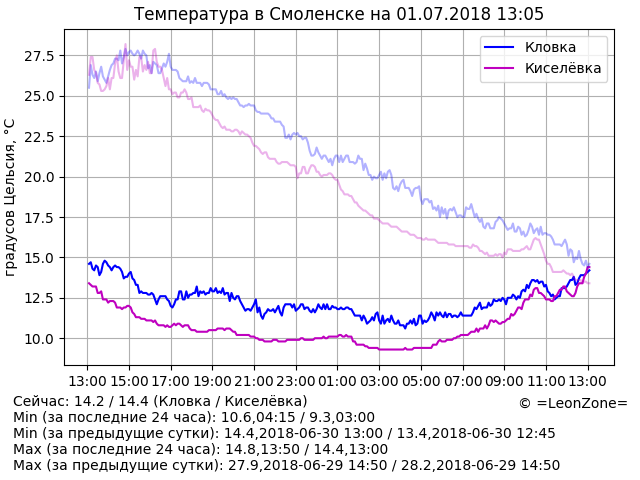 Температура в Смоленске на 01.07.2018 13:05
градусов Цельсия, °C
27.5
25.0
22.5
20.0
17.5
15.0
12.5
10.0
Кловка
Киселёвка
13:00 15:00 17:00 19:00 21:00 23:00 01:00 03:00 05:00 07:00 09:00 11:00 13:00
© =LeonZone=
Сейчас: 14.2 / 14.4 (Кловка / Киселёвка)
Min (за последние 24 часа): 10.6,04:15 / 9.3,03:00
Min (за предыдущие сутки): 14.4,2018-06-30 13:00 / 13.4,2018-06-30 12:45
Max (за последние 24 часа): 14.8,13:50 / 14.4,13:00
Max (за предыдущие сутки): 27.9,2018-06-29 14:50 / 28.2,2018-06-29 14:50